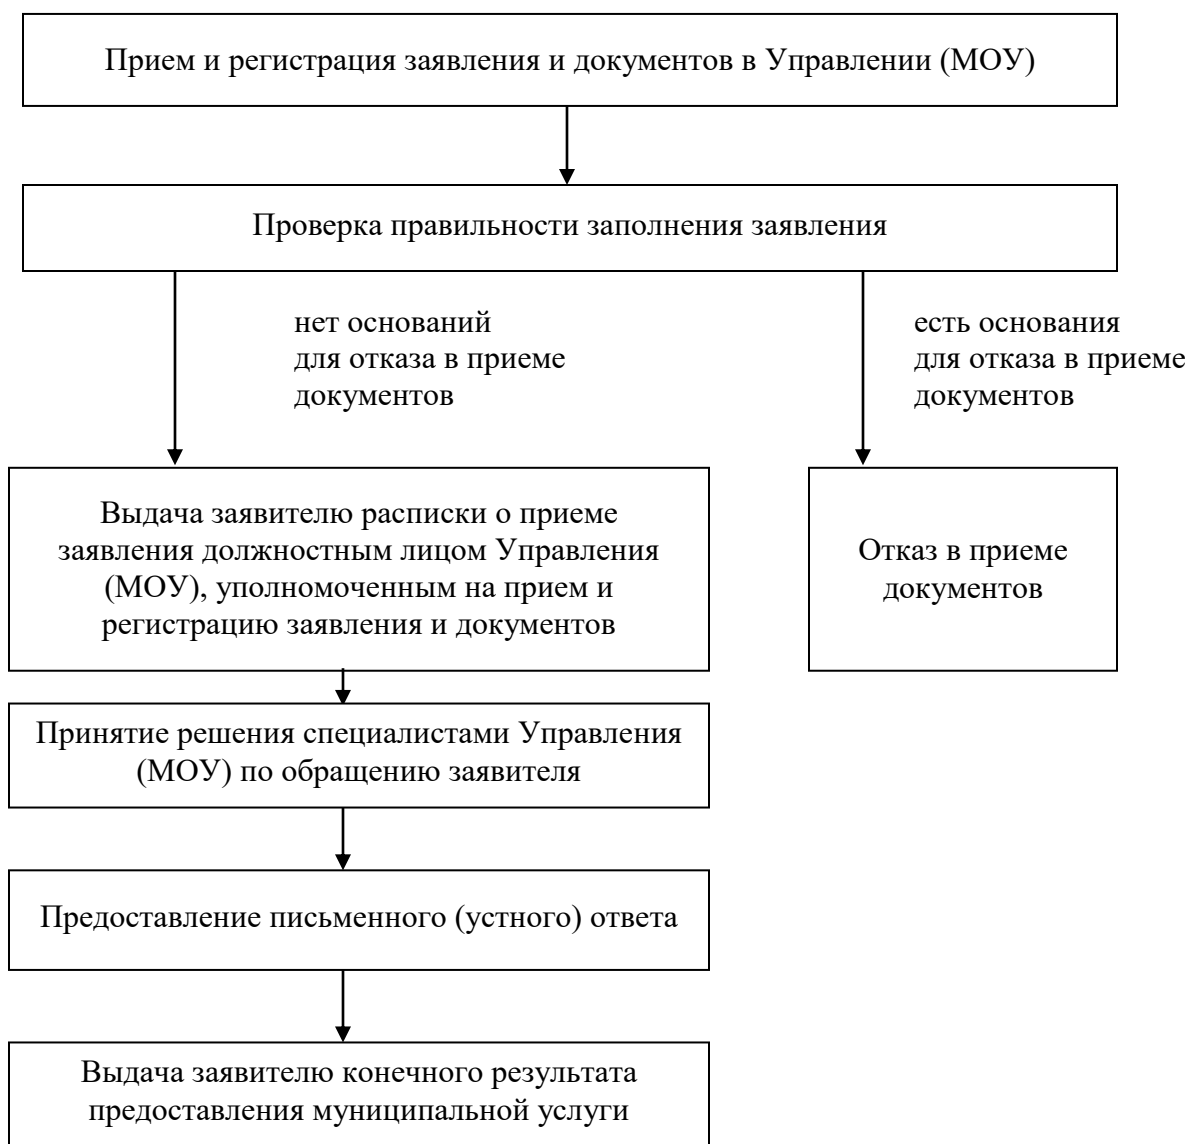 Прием и регистрация заявления и документов в Управлении (МОУ)
Проверка правильности заполнения заявления
нет оснований
для отказа в приеме
документов
есть основания
для отказа в приеме
документов
Выдача заявителю расписки о приеме
заявления должностным лицом Управления
(МОУ), уполномоченным на прием и
регистрацию заявления и документов
Отказ в приеме
документов
Принятие решения специалистами Управления
(МОУ) по обращению заявителя
Предоставление письменного (устного) ответа
Выдача заявителю конечного результата
предоставления муниципальной услуги